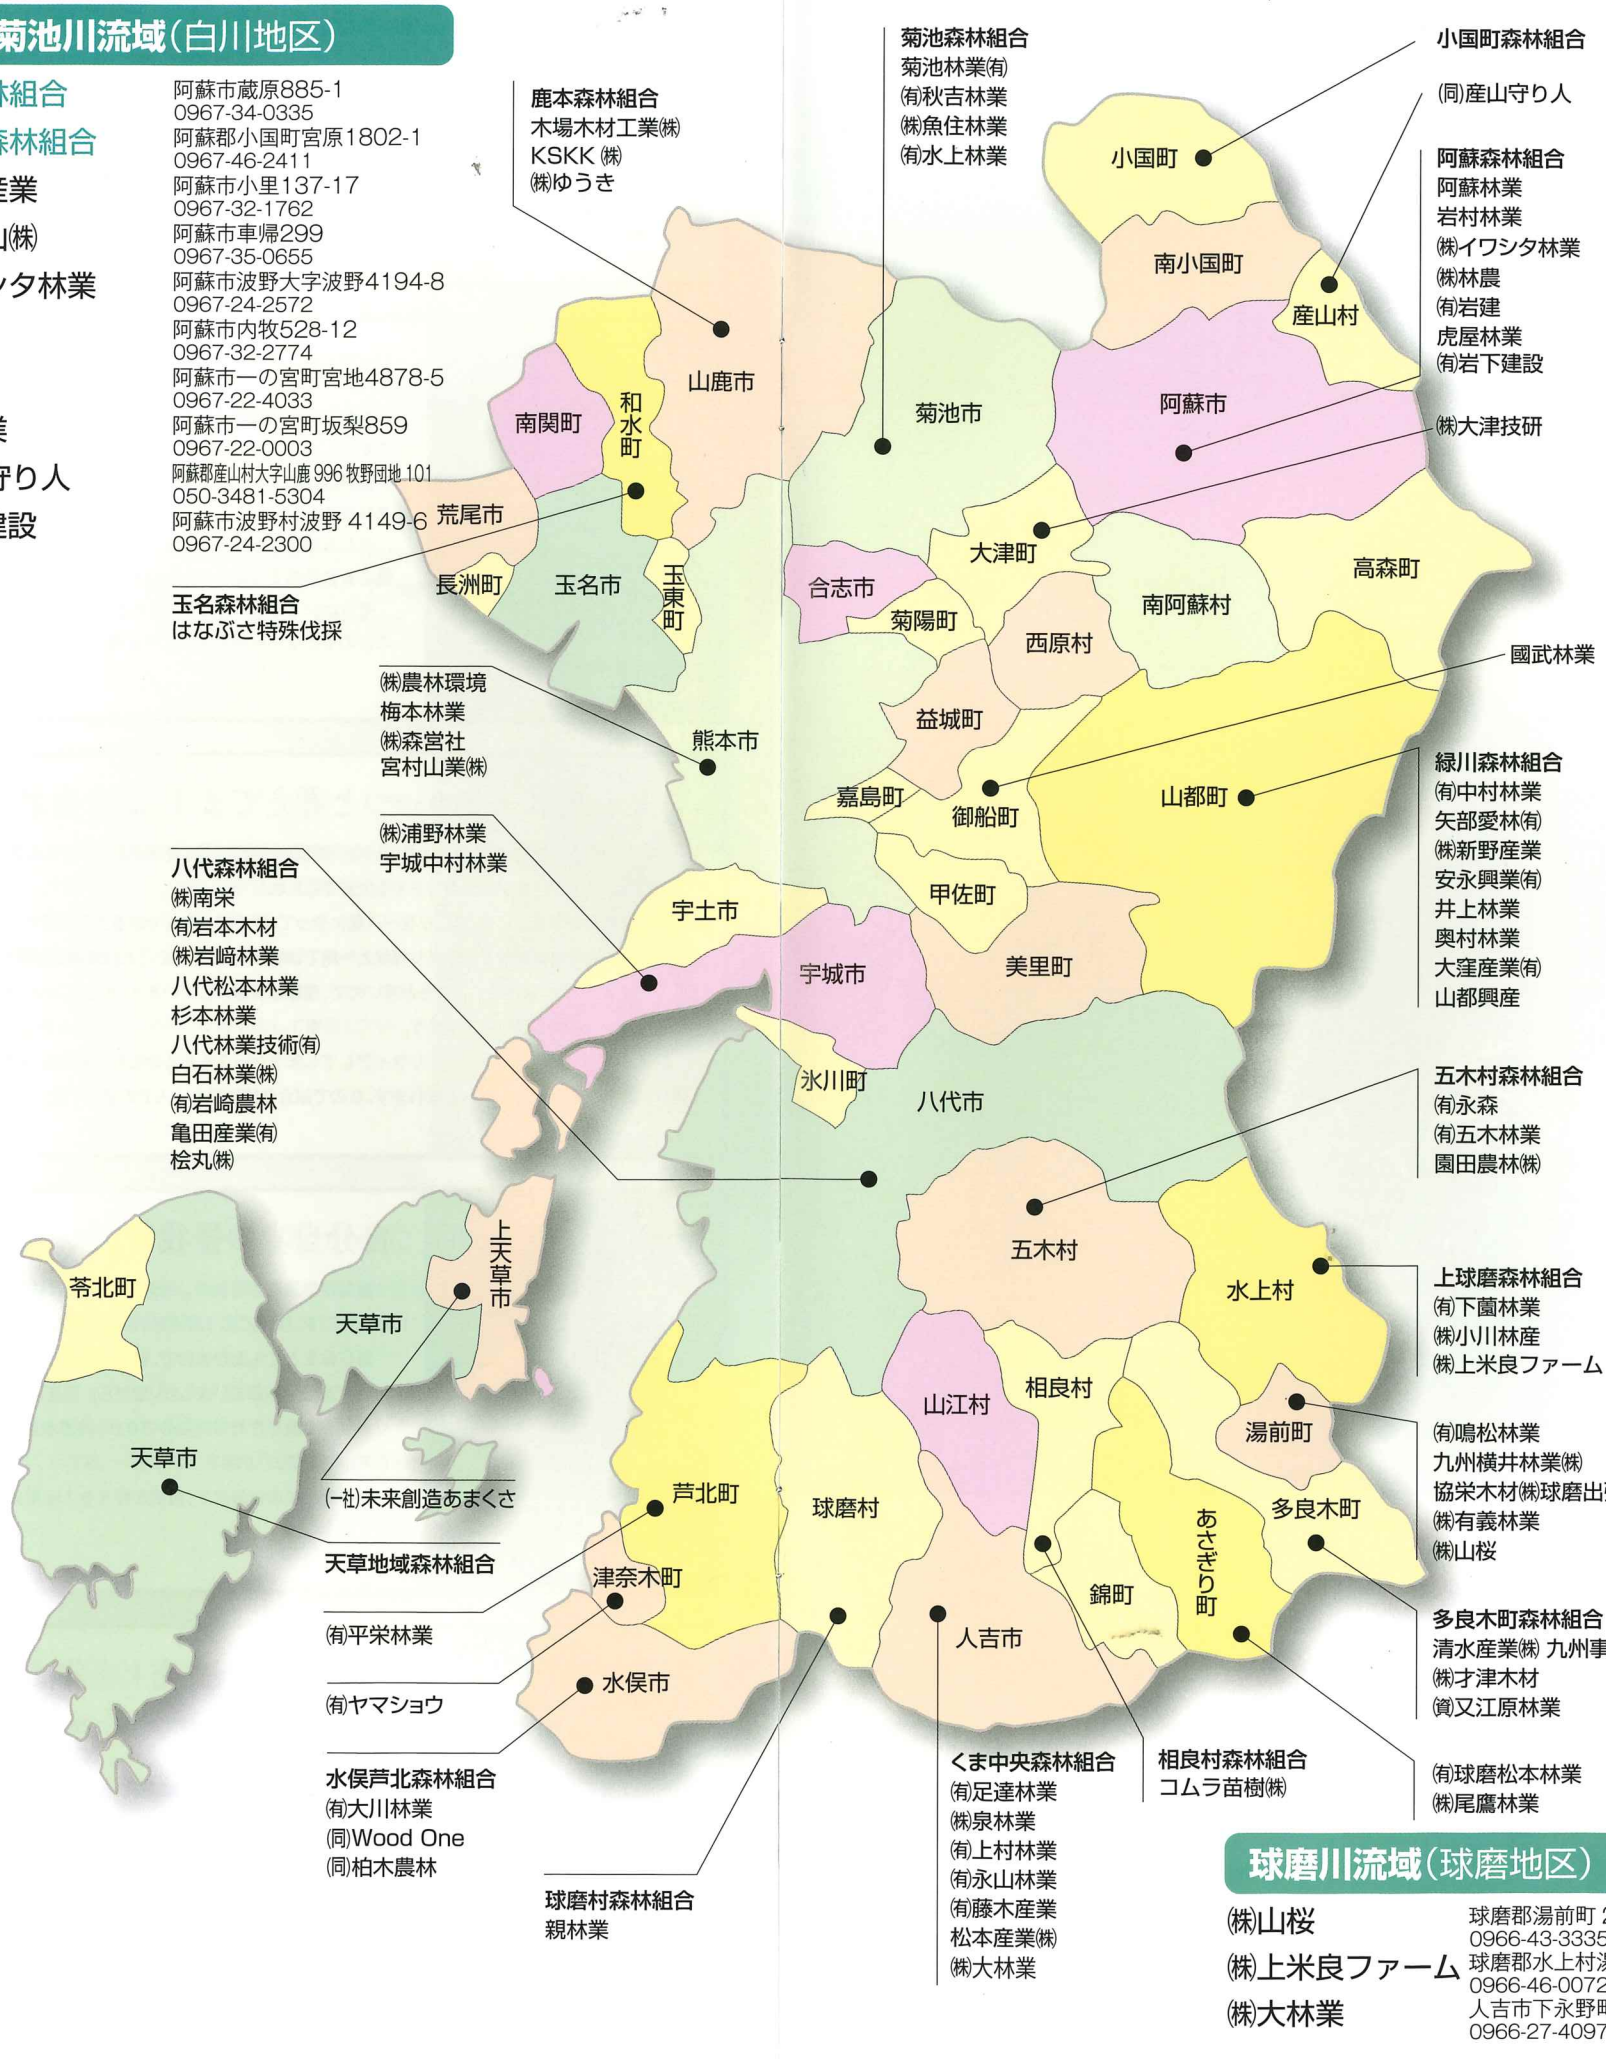 菊池川流域(白川地区)
林組合
阿蘇市蔵原885-1
0967-34-0335
森林組合
阿蘇郡小国町宮原1802-1
0967-46-2411
産業
阿蘇市小里137-17
0967-32-1762
山㈱
阿蘇市車帰299
0967-35-0655
シタ林業
阿蘇市波野大字波野4194-8
0967-24-2572
阿蘇市内牧528-12
0967-32-2774
阿蘇市一の宮町宮地4878-5
0967-22-4033
業
阿蘇市一の宮町坂梨859
0967-22-0003
守り人
阿蘇郡産山村大字山鹿 996 牧野団地 101
050-3481-5304
建設
阿蘇市波野村波野 4149-6
0967-24-2300
玉名森林組合
はなぶさ特殊伐採
鹿本森林組合
木場木材工業㈱
KSKK ㈱
㈱ゆうき
菊池森林組合
菊池林業㈲
㈲秋吉林業
㈱魚住林業
㈲水上林業
小国町森林組合
㈿産山守り人
阿蘇森林組合
阿蘇林業
岩村林業
㈱イワシタ林業
㈱林農
㈲岩建
虎屋林業
㈲岩下建設
㈱大津技研
國武林業
緑川森林組合
㈲中村林業
矢部愛林㈲
㈱新野産業
安永興業㈲
井上林業
奥村林業
大窪産業㈲
山都興産
五木村森林組合
㈲永森
㈲五木林業
園田農林㈱
上球磨森林組合
㈲下薗林業
㈱小川林産
㈱上米良ファーム
㈲鳴松林業
九州横井林業㈱
協栄木材㈱球磨出
㈱有義林業
㈱山桜
多良木町森林組合
清水産業㈱ 九州事
㈱才津木材
㈾又江原林業
㈲球磨松本林業
㈱尾鷹林業
㈱農林環境
梅本林業
㈱森営社
宮村山業㈱
㈱浦野林業
宇城中村林業
八代森林組合
㈱南栄
㈲岩本木材
㈱岩﨑林業
八代松本林業
杉本林業
八代林業技術㈲
白石林業㈱
㈲岩崎農林
亀田産業㈲
桧丸㈱
(一社)未来創造あまくさ
天草地域森林組合
㈲平栄林業
㈲ヤマショウ
水俣芦北森林組合
㈲大川林業
(同)Wood One
(同)柏木農林
球磨村森林組合
親林業
くま中央森林組合
㈲足達林業
㈱泉林業
㈲上村林業
㈲永山林業
㈲藤木産業
松本産業㈱
㈱大林業
相良村森林組合
コムラ苗樹㈱
小国町
南小国町
産山村
山鹿市
和水町
南関町
菊池市
阿蘇市
荒尾市
長洲町
玉名市
玉東町
合志市
大津町
菊陽町
西原村
南阿蘇村
高森町
熊本市
益城町
嘉島町
御船町
山都町
甲佐町
宇土市
宇城市
美里町
氷川町
八代市
五木村
水上村
上天草市
苓北町
天草市
天草市
山江村
相良村
湯前町
多良木町
あさぎり町
錦町
芦北町
球磨村
津奈木町
人吉市
水俣市
球磨川流域(球磨地区)
㈱山桜
球磨郡湯前町
0966-43-3335
㈱上米良ファーム
球磨郡水上村湯
0966-46-0072
㈱大林業
人吉市下永野町
0966-27-4097